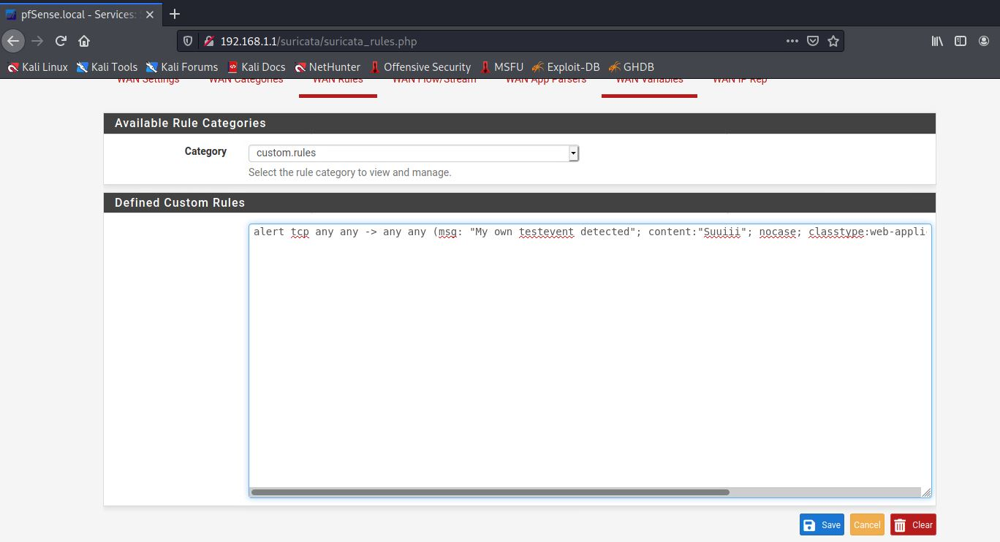 pfSense.local - Services:
192.168.1.1/suricata/suricata_rules.php
Kali Linux Kali Tools Kali Forums Kali Docs NetHunter Offensive Security MSFU Exploit-DB GHDB
WAN Settings WAN Categories WAN Rules WAN Flow/Stream WAN App Parsers WAN Variables WAN IP Rep
Available Rule Categories
Category custom.rules
Select the rule category to view and manage.
Defined Custom Rules
alert tcp any any -> any any (msg: "My own testevent detected"; content:"Suuiii"; nocase; classtype:web-appli
Save Cancel Clear